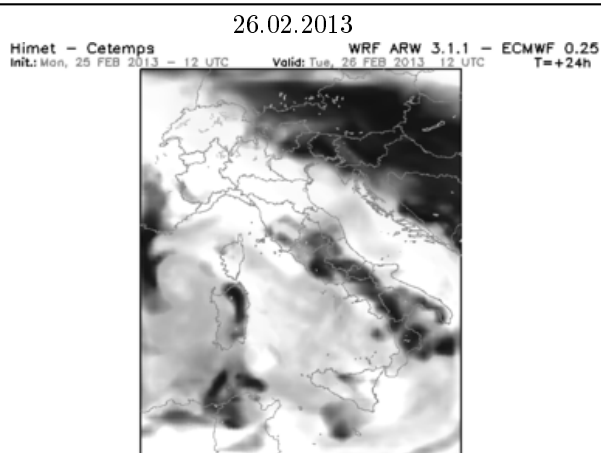 26.02.2013
Himet - Cetemps WRF ARW 3.1.1 - ECMWF 0.25
Init.: Mon, 25 FEB 2013 - 12 UTC Valid: Tue, 26 FEB 2013 12 UTC T=+24h